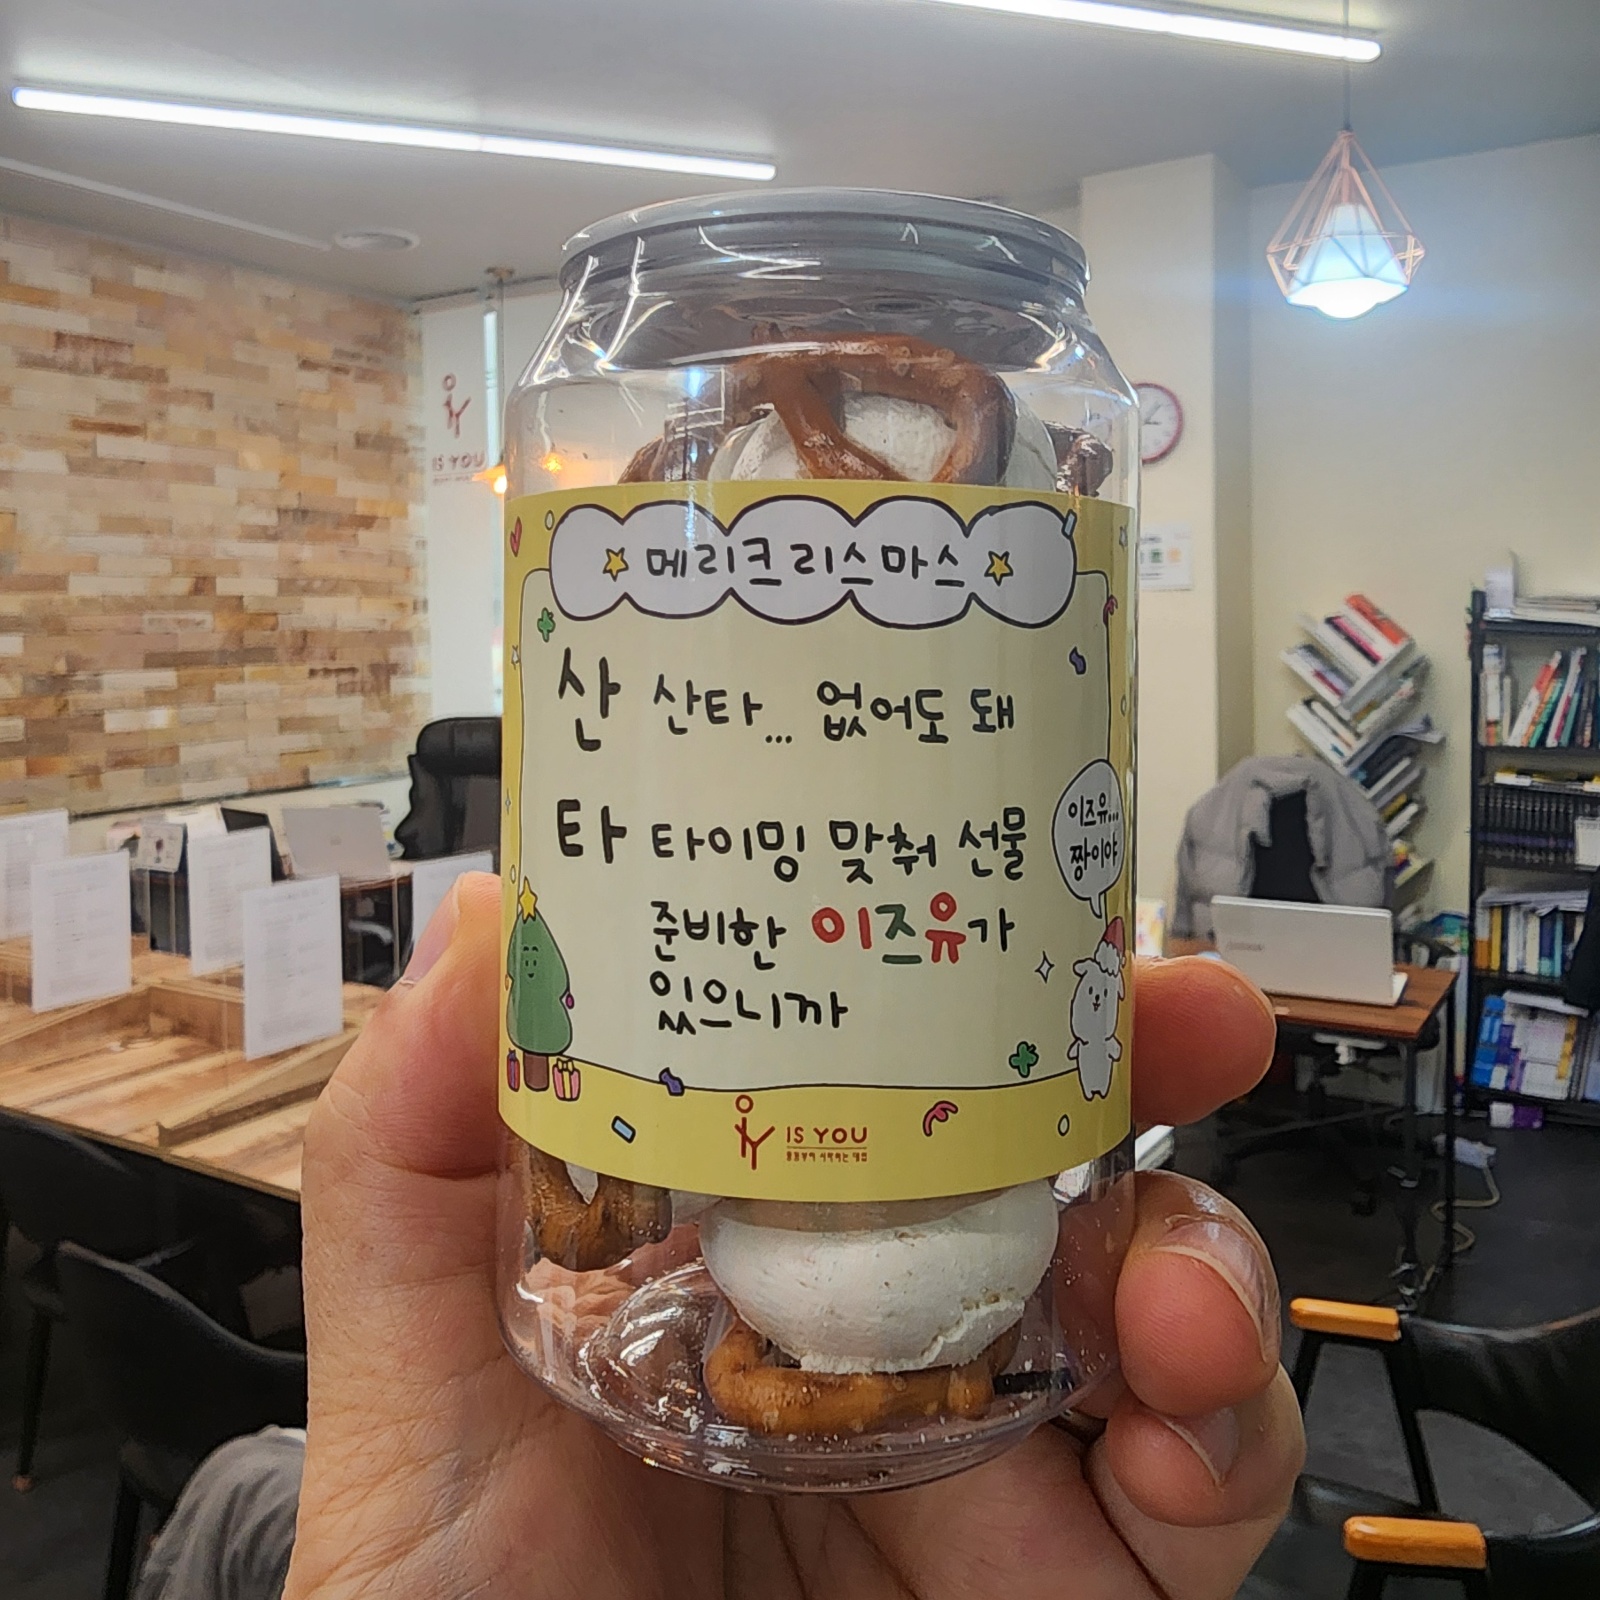 메리크리스마스
산 산타... 없어도 돼
타 타이밍 맞춰 선물
준비한 이즈유가
있으니까
이즈유...
짱이야
IS YOU
IS YOU